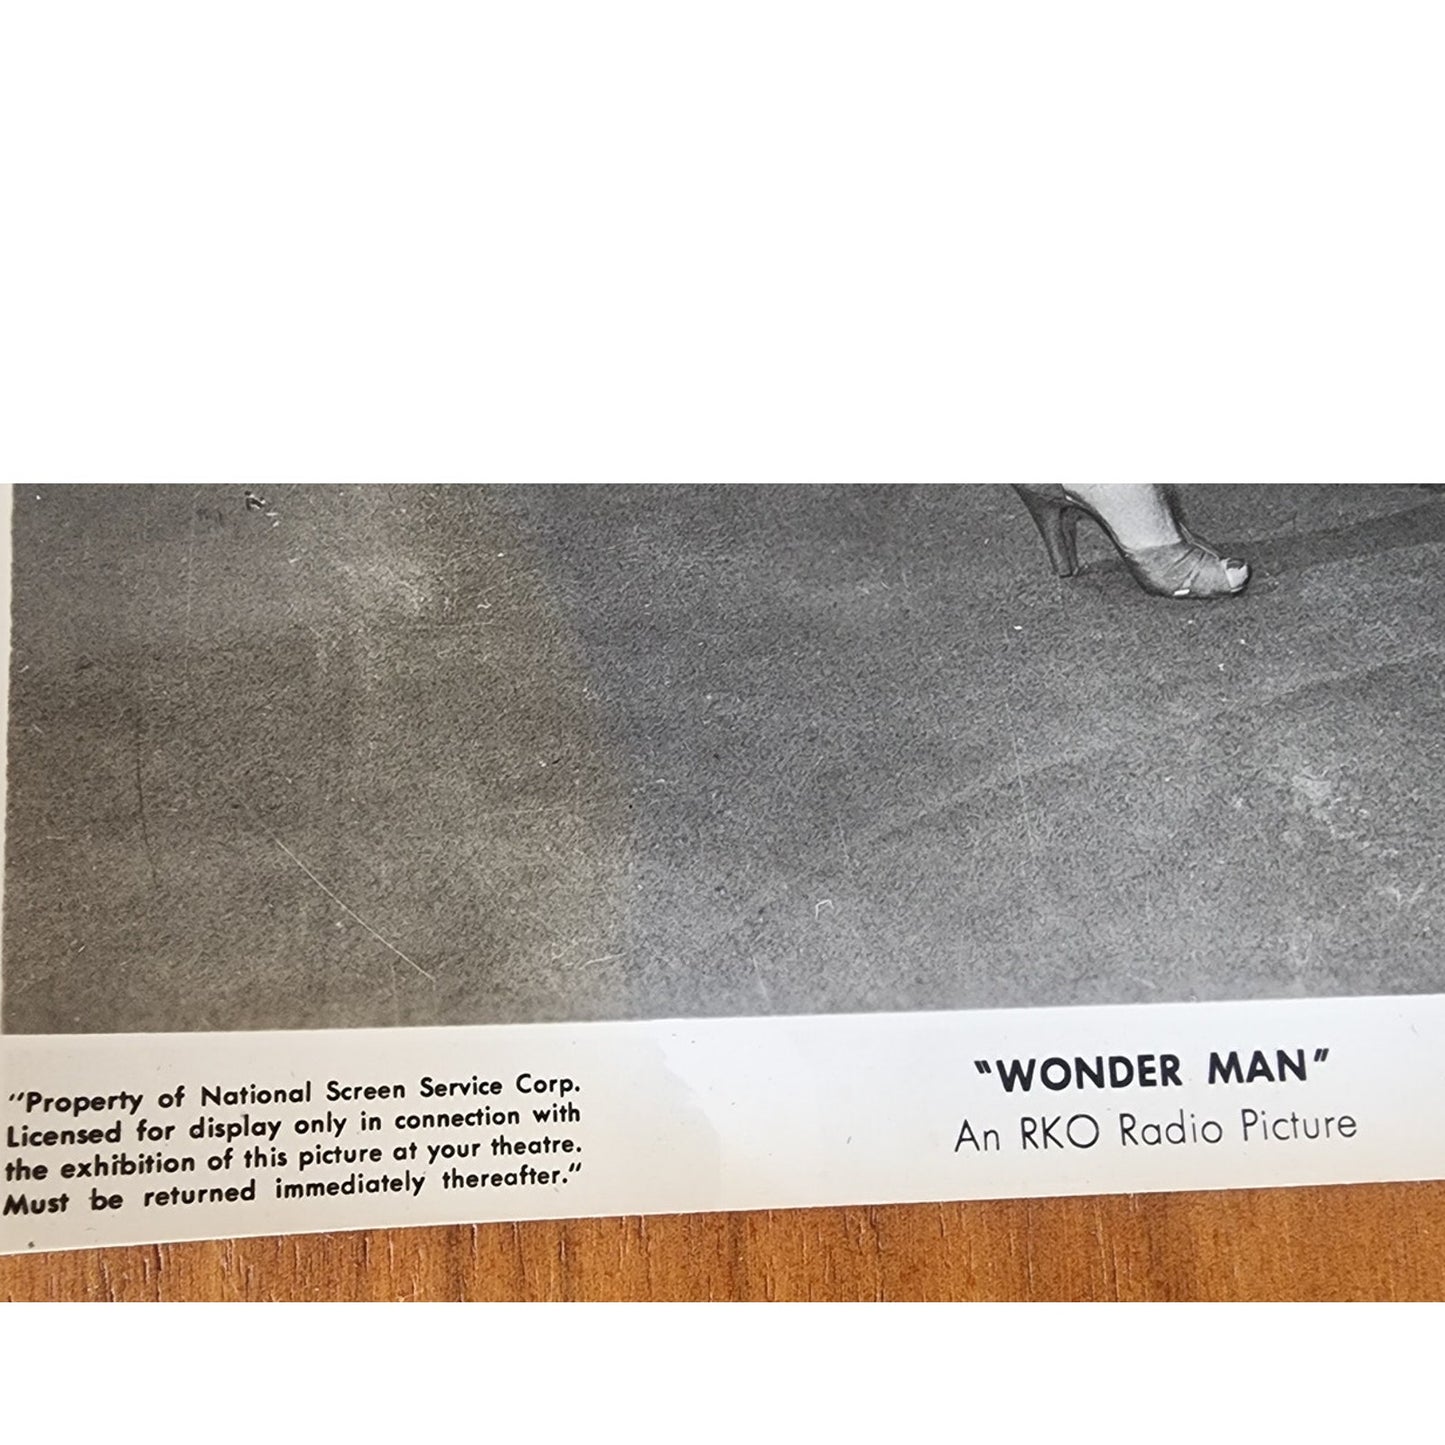 "Property of National Screen Service Corp.
Licensed for display only in connection with
the exhibition of this picture at your theatre.
Must be returned immediately thereafter."
"WONDER MAN"
An RKO Radio Picture